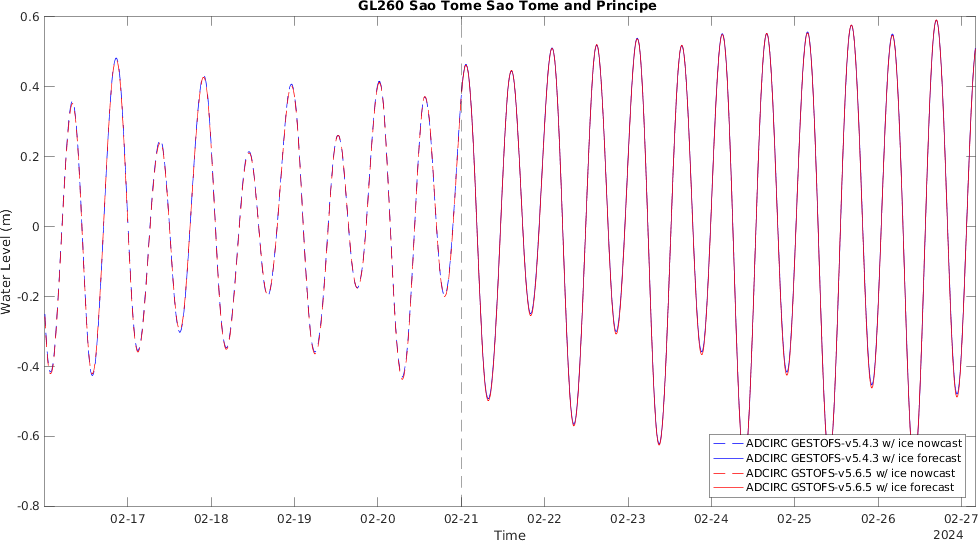 GL260 Sao Tome Sao Tome and Principe
0.6
0.4
0.2
0
-0.2
-0.4
-0.6
-0.8
Water Level (m)
ADCIRC GESTOFS-v5.4.3 w/ ice nowcast
ADCIRC GESTOFS-v5.4.3 w/ ice forecast
ADCIRC GSTOFS-v5.6.5 w/ ice nowcast
ADCIRC GSTOFS-v5.6.5 w/ ice forecast
02-17 02-18 02-19 02-20 02-21 02-22 02-23 02-24 02-25 02-26 02-27
Time 2024